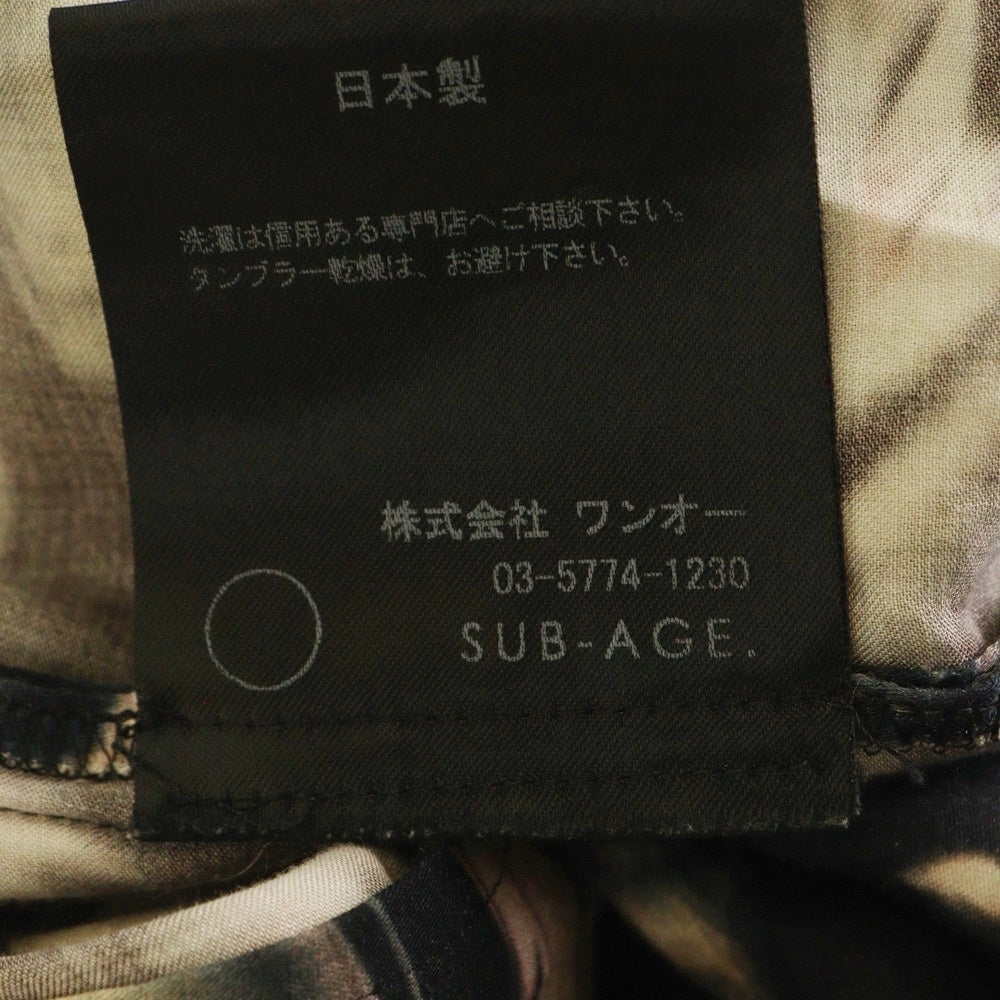 日本製
洗濯は信用ある専門店へご相談下さい。
タンブラー乾燥は、お避け下さい。
株式会社 ワンオー
03-5774-1230
SUB-AGE.